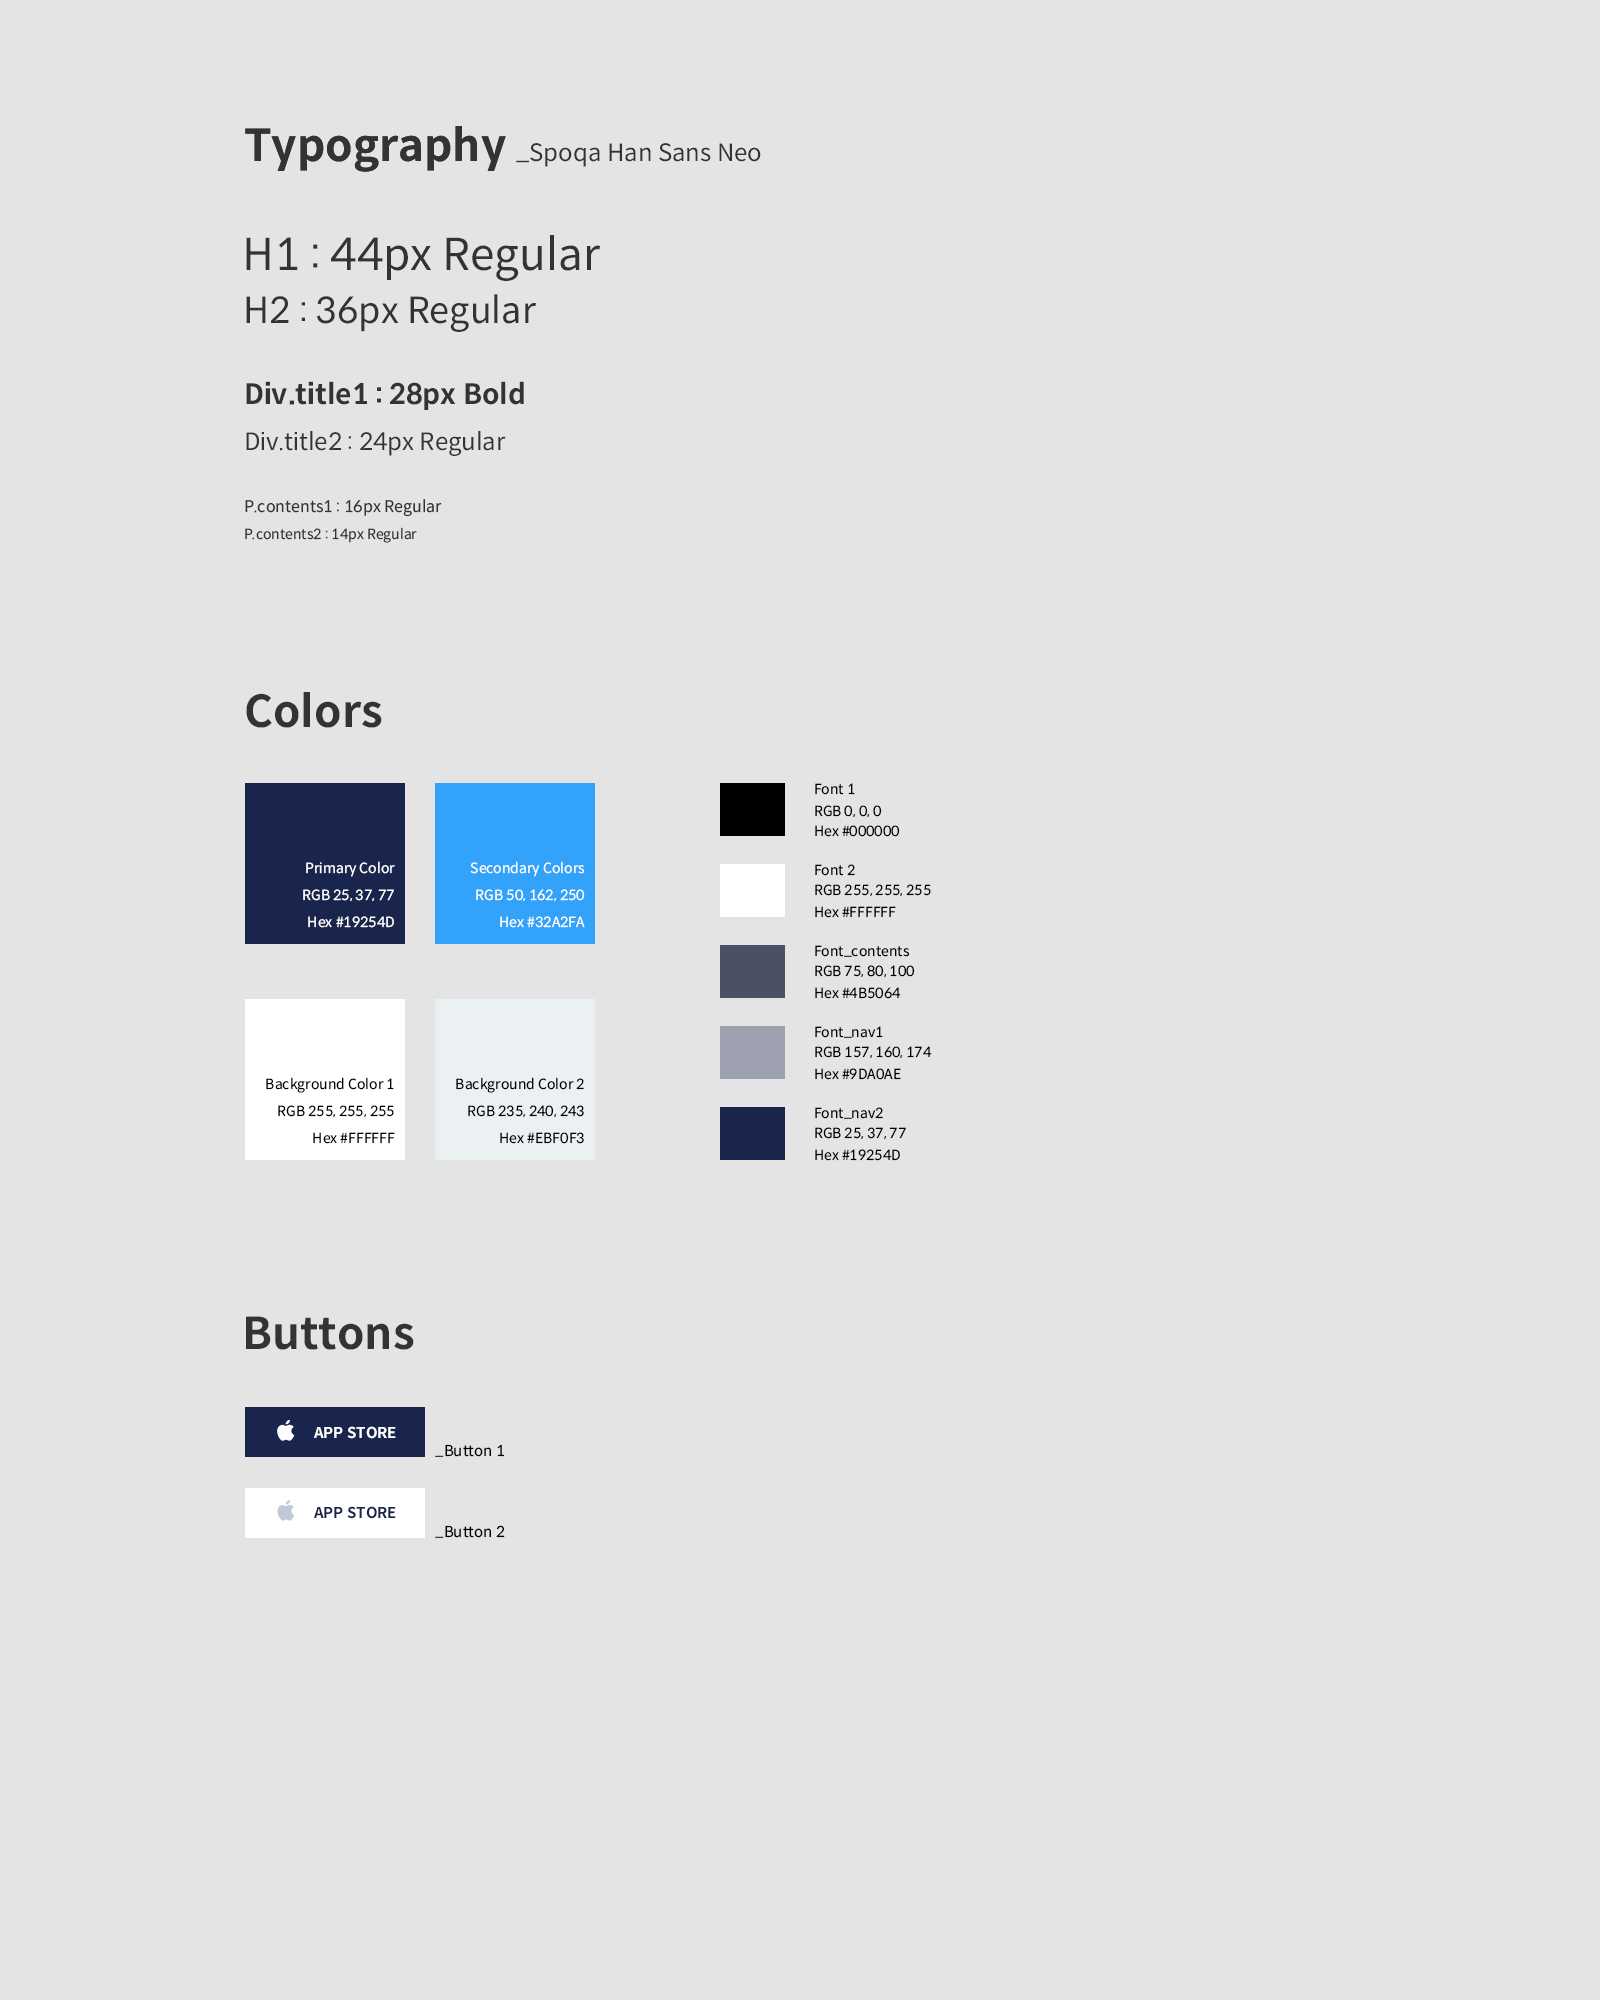 Typography _Spoqa Han Sans Neo
H1 : 44px Regular
H2 : 36px Regular
Div.title1 : 28px Bold
Div.title2 : 24px Regular
P.contents1 : 16px Regular
P.contents2 : 14px Regular
Colors
Primary Color
RGB 25, 37, 77
Hex #19254D
Secondary Colors
RGB 50, 162, 250
Hex #32A2FA
Background Color 1
RGB 255, 255, 255
Hex #FFFFFF
Background Color 2
RGB 235, 240, 243
Hex #EBF0F3
Font 1
RGB 0, 0, 0
Hex #000000
Font 2
RGB 255, 255, 255
Hex #FFFFFF
Font_contents
RGB 75, 80, 100
Hex #4B5064
Font_nav1
RGB 157, 160, 174
Hex #9DA0AE
Font_nav2
RGB 25, 37, 77
Hex #19254D
Buttons
APP STORE
_Button 1
APP STORE
_Button 2